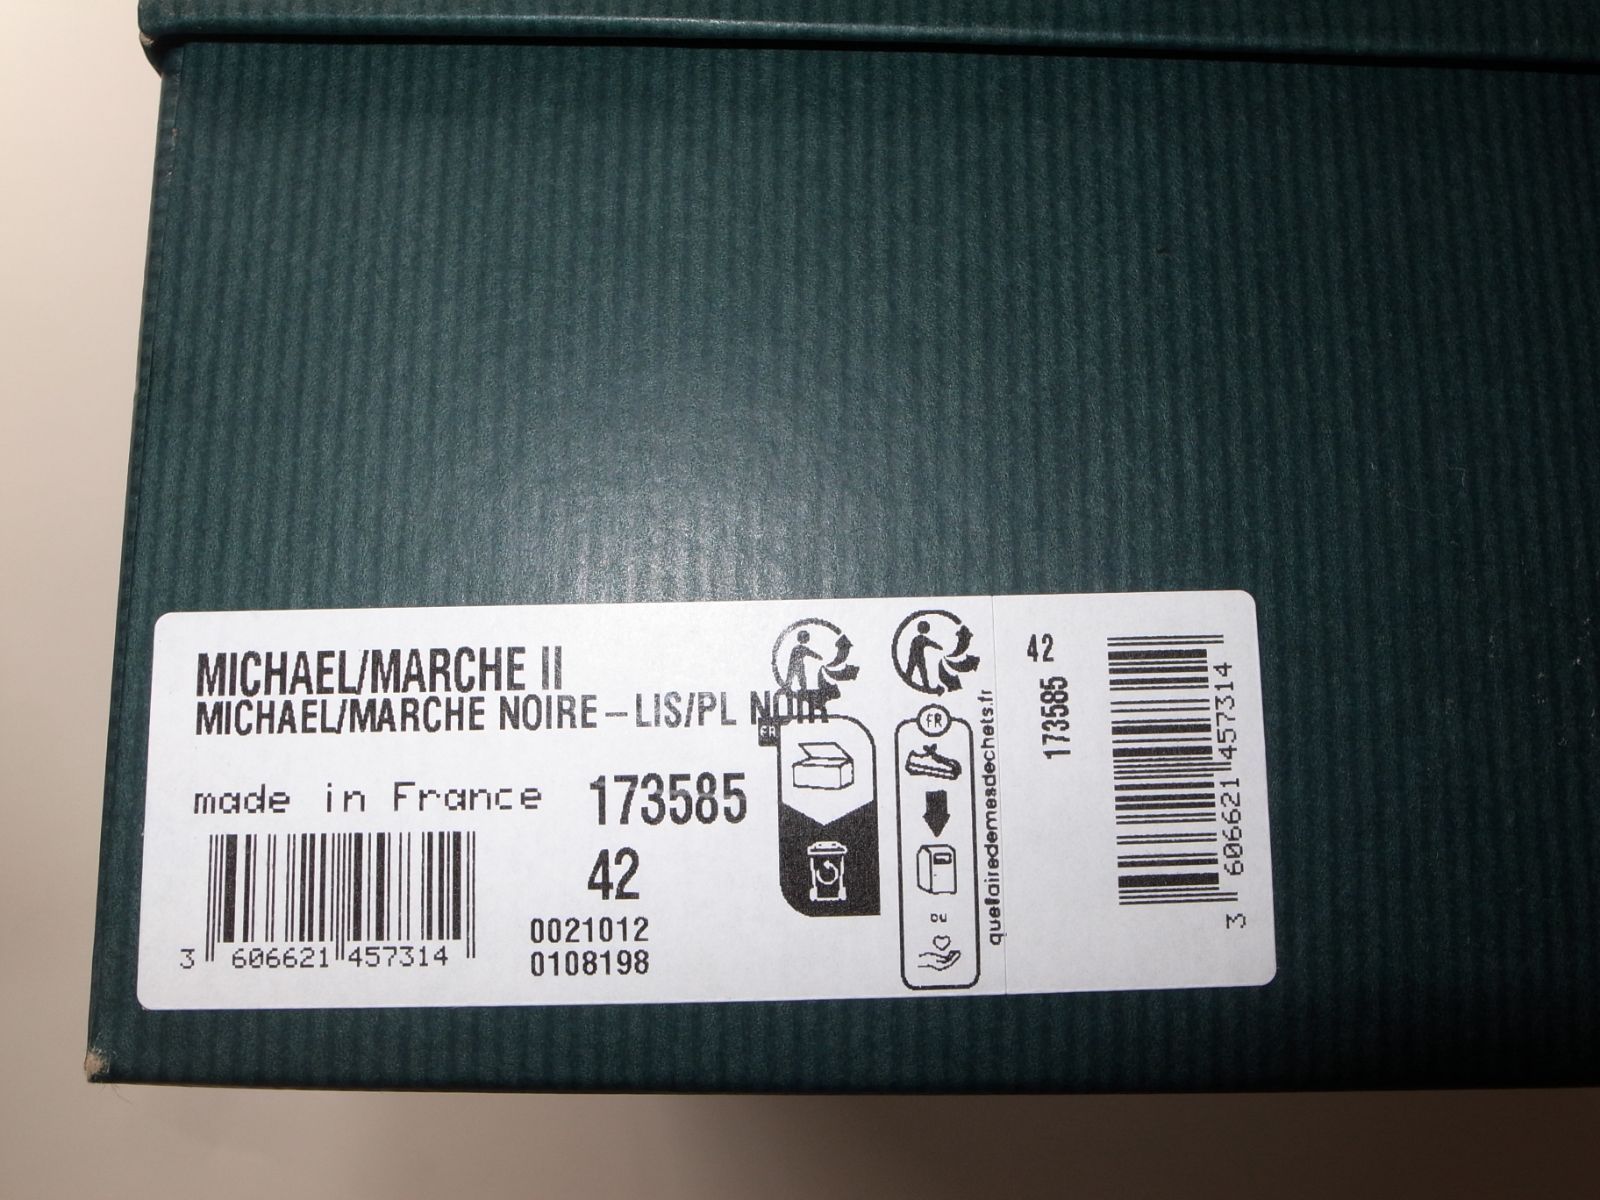 MICHAEL/MARCHE II
MICHAEL/MARCHE NOIRE-LIS/PL NOIR
made in France 173585
42
0021012
0108198
3 606621 457314
FR
FR
quefairedemesdechets.fr
42
173585
3 606621 457314